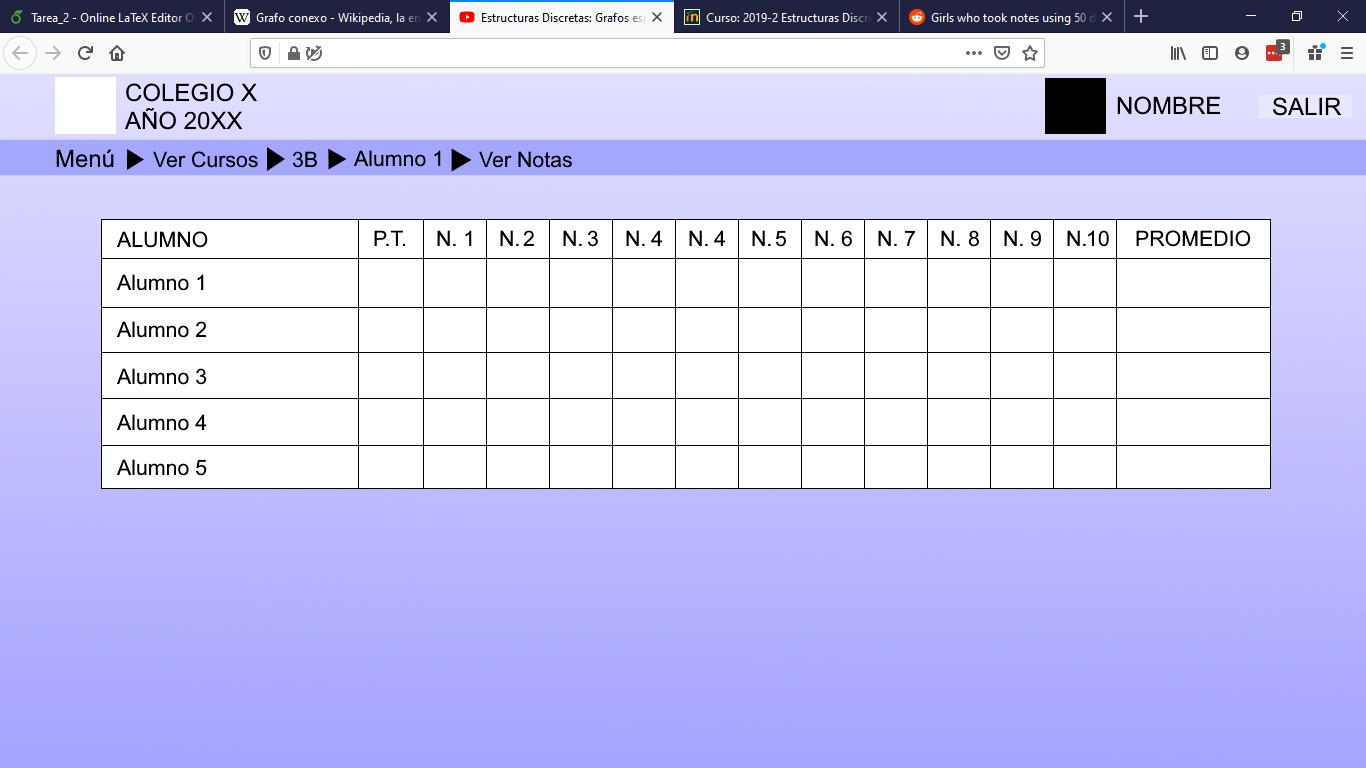 Tarea_2 - Online LaTeX Editor O
Grafo conexo - Wikipedia, la en
Estructuras Discretas: Grafos es
Curso: 2019-2 Estructuras Discre
Girls who took notes using 50 d
3
COLEGIO X
AÑO 20XX
NOMBRE
SALIR
Menú ▶ Ver Cursos ▶ 3B ▶ Alumno 1 ▶ Ver Notas
ALUMNO P.T. N. 1 N. 2 N. 3 N. 4 N. 4 N. 5 N. 6 N. 7 N. 8 N. 9 N.10 PROMEDIO
Alumno 1
Alumno 2
Alumno 3
Alumno 4
Alumno 5